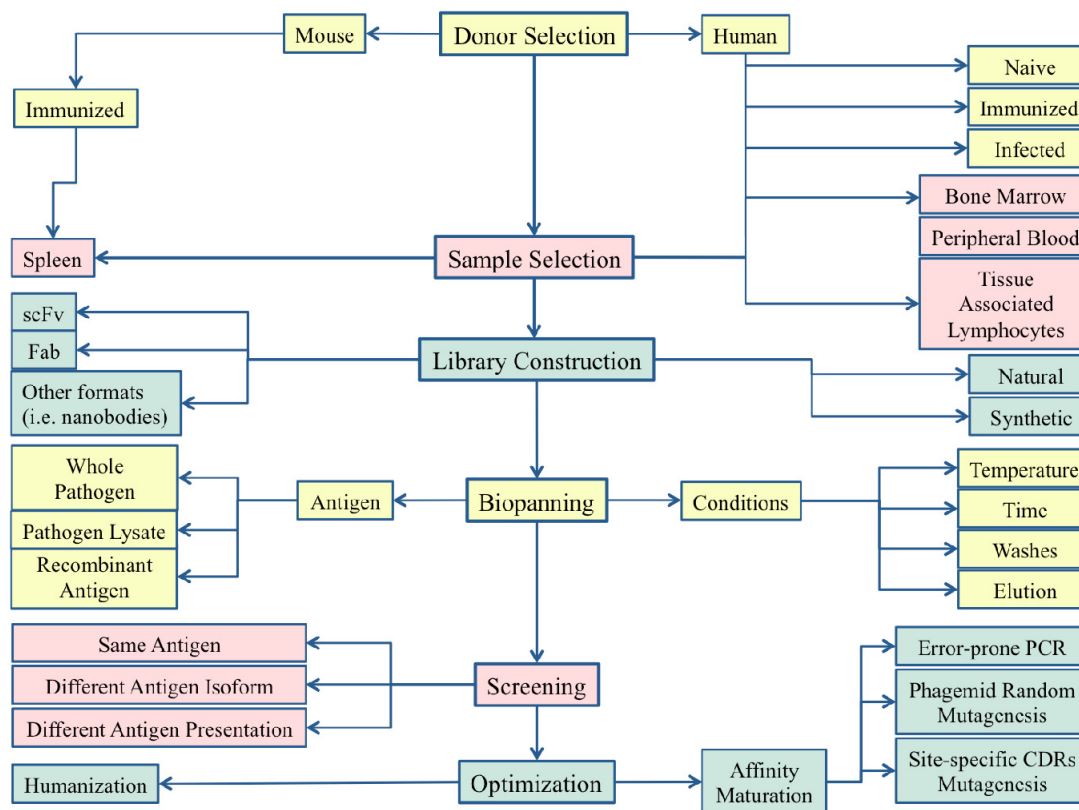 Mouse
Donor Selection
Human
Naive
Immunized
Immunized
Infected
Bone Marrow
Peripheral Blood
Spleen
Sample Selection
Tissue
Associated
Lymphocytes
scFv
Fab
Library Construction
Other formats
(i.e. nanobodies)
Natural
Synthetic
Whole
Pathogen
Antigen
Biopanning
Conditions
Temperature
Time
Pathogen Lysate
Washes
Recombinant
Antigen
Elution
Same Antigen
Different Antigen Isoform
Different Antigen Presentation
Screening
Error-prone PCR
Phagemid Random
Mutagenesis
Humanization
Optimization
Affinity
Maturation
Site-specific CDRs
Mutagenesis